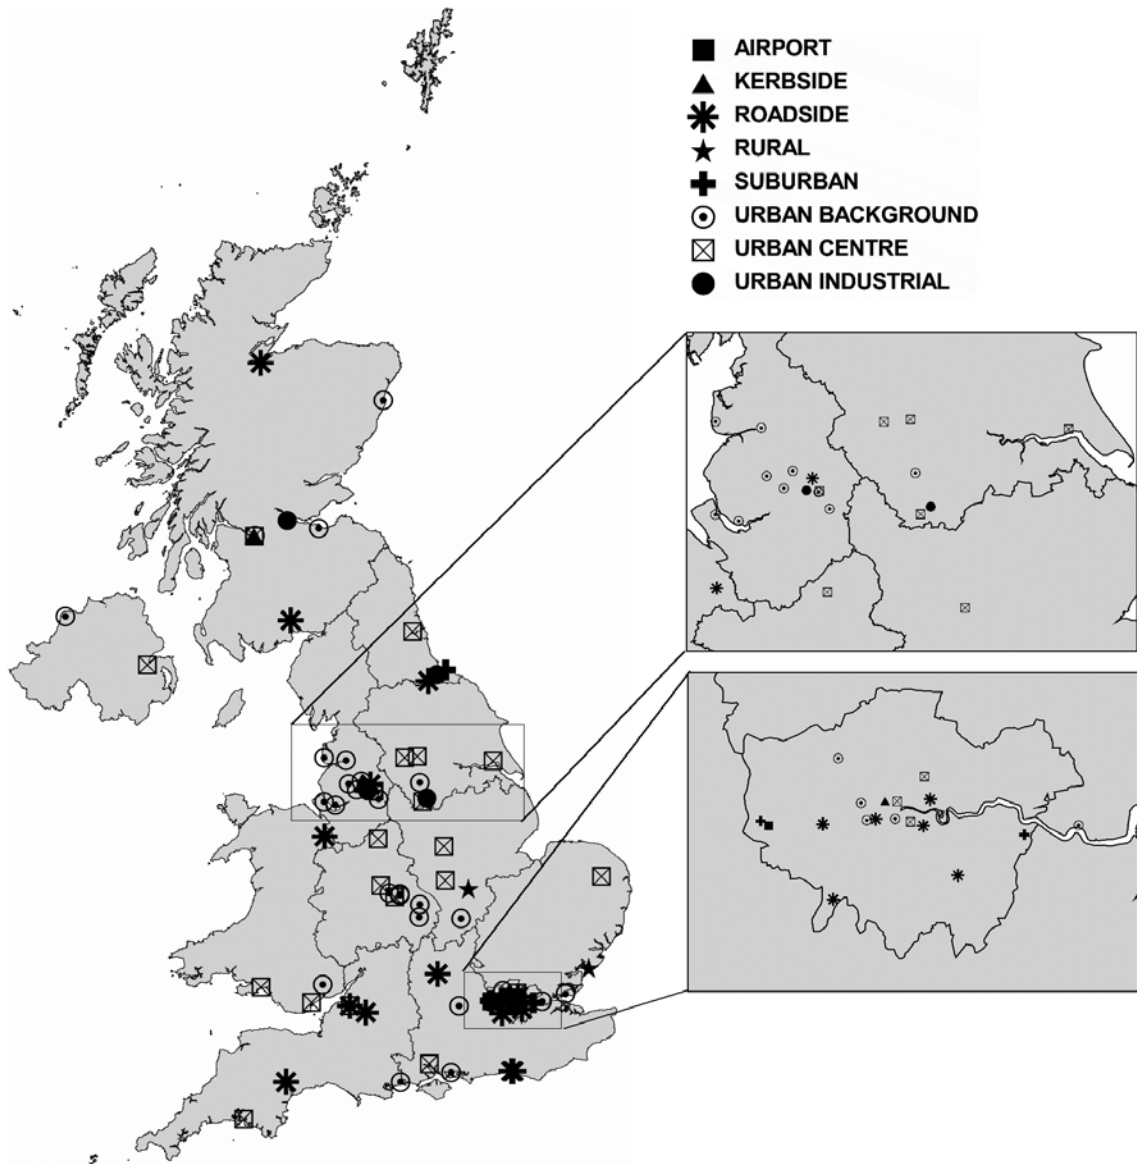 AIRPORT
KERBSIDE
ROADSIDE
RURAL
SUBURBAN
URBAN BACKGROUND
URBAN CENTRE
URBAN INDUSTRIAL